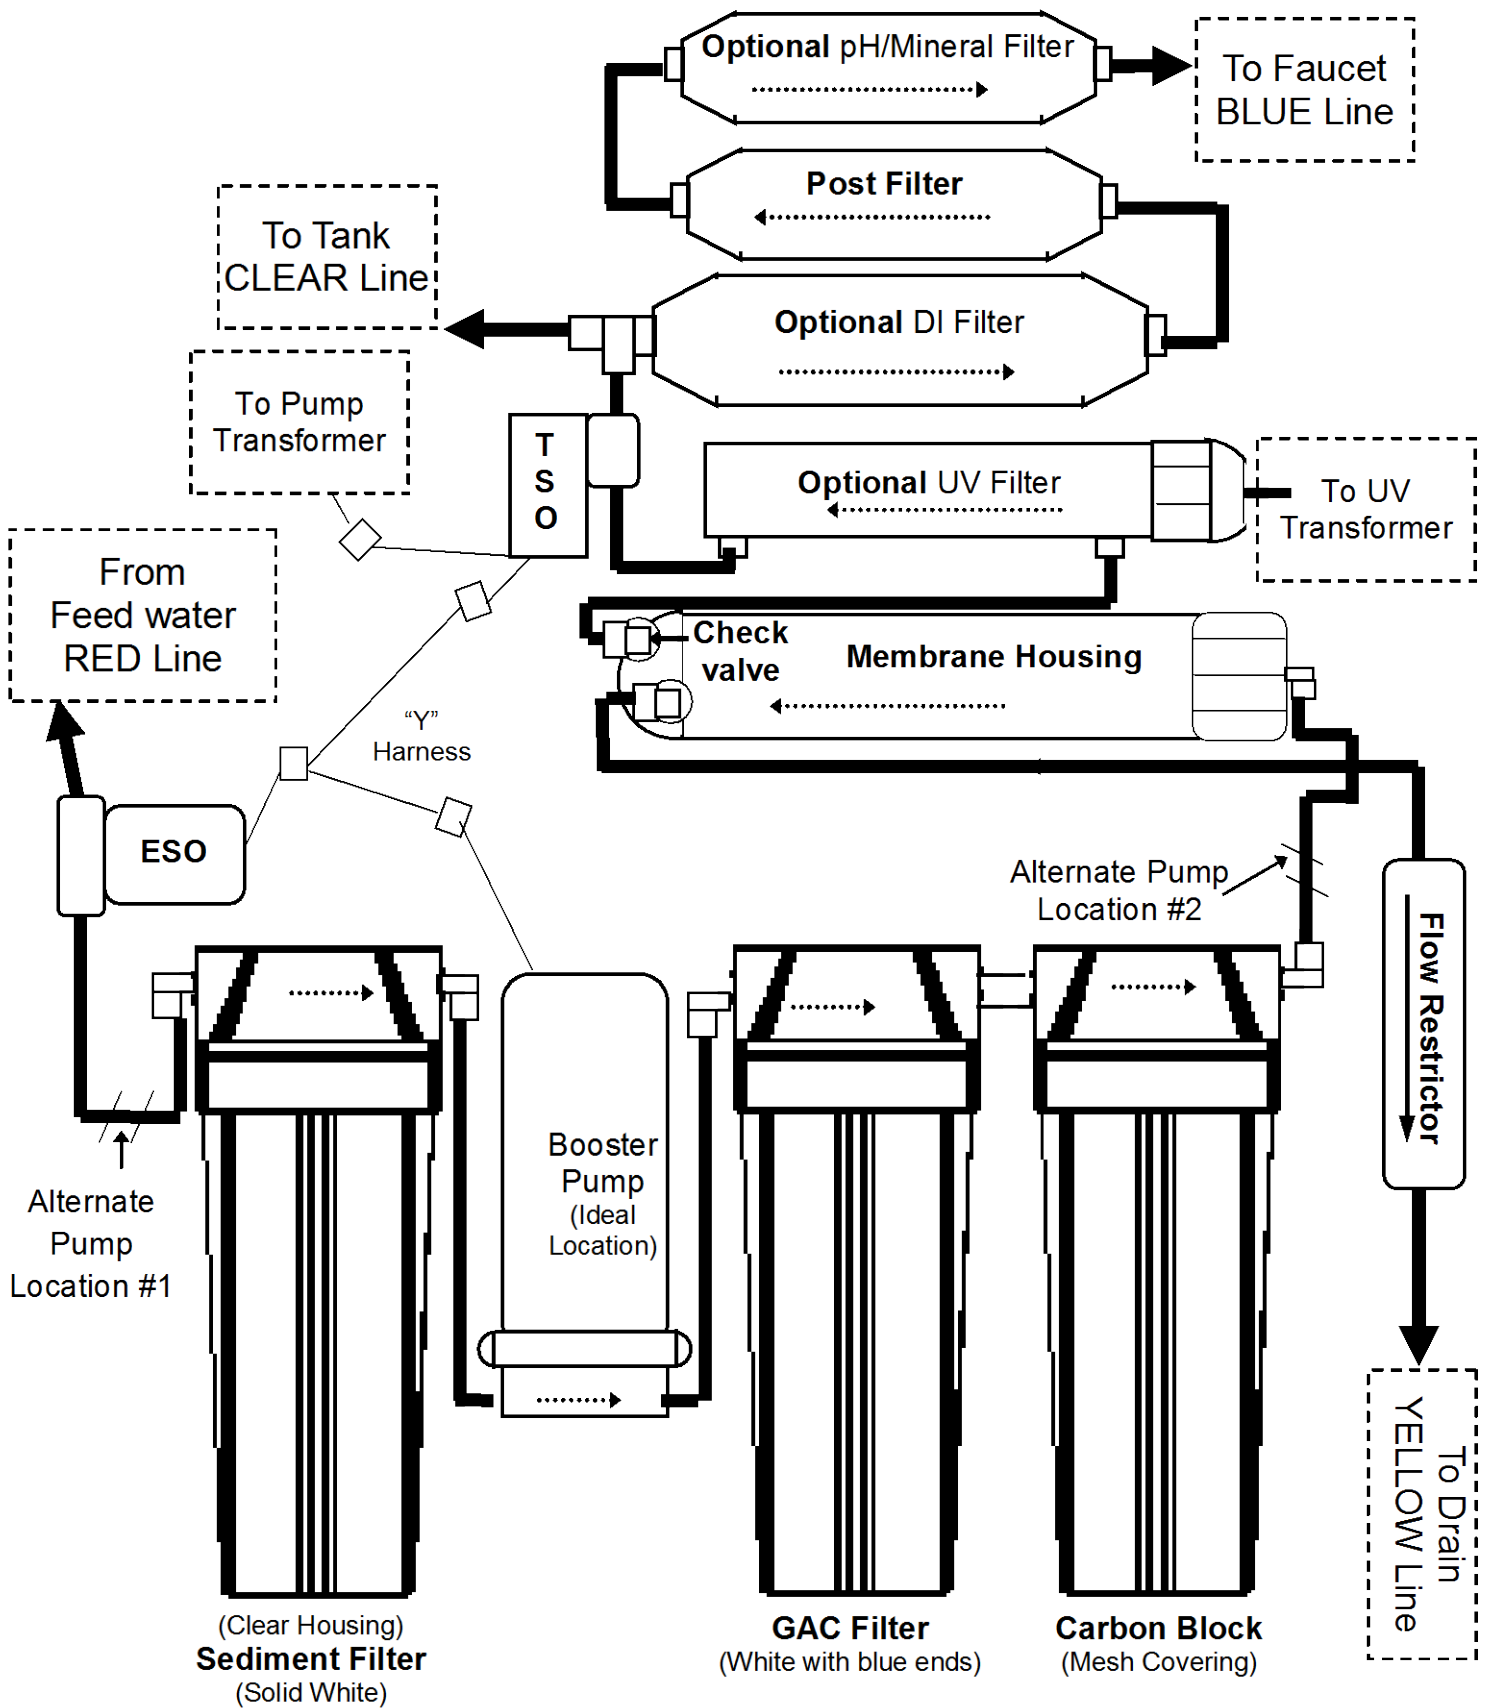 Optional pH/Mineral Filter
To Faucet
BLUE Line
Post Filter
To Tank
CLEAR Line
Optional DI Filter
To Pump
Transformer
T
S
O
Optional UV Filter
To UV
Transformer
From
Feed water
RED Line
Check
valve
Membrane Housing
“Y”
Harness
ESO
Alternate Pump
Location #2
Flow Restrictor
Booster
Pump
(Ideal
Location)
Alternate
Pump
Location #1
To Drain
YELLOW Line
(Clear Housing)
Sediment Filter
(Solid White)
GAC Filter
(White with blue ends)
Carbon Block
(Mesh Covering)